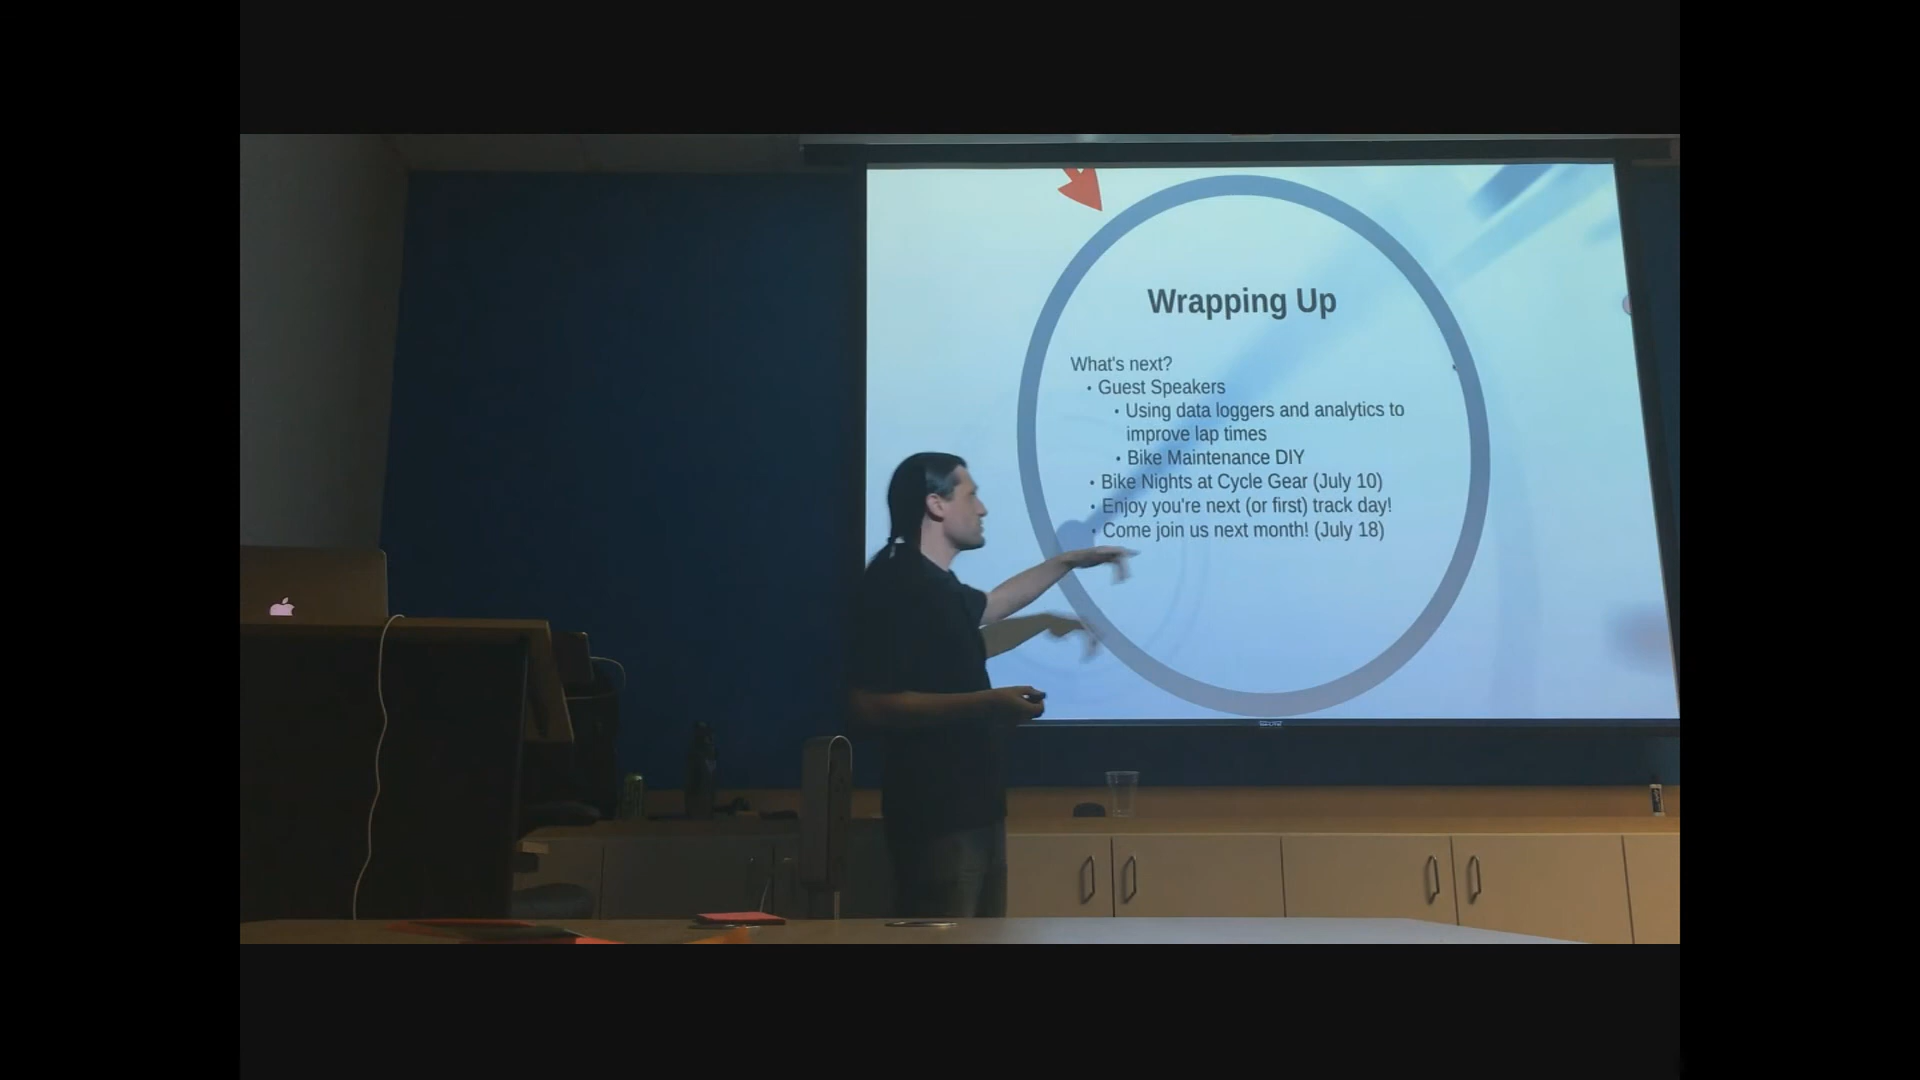 Wrapping Up
What's next?
• Guest Speakers
• Using data loggers and analytics to
improve lap times
• Bike Maintenance DIY
• Bike Nights at Cycle Gear (July 10)
• Enjoy you're next (or first) track day!
• Come join us next month! (July 18)